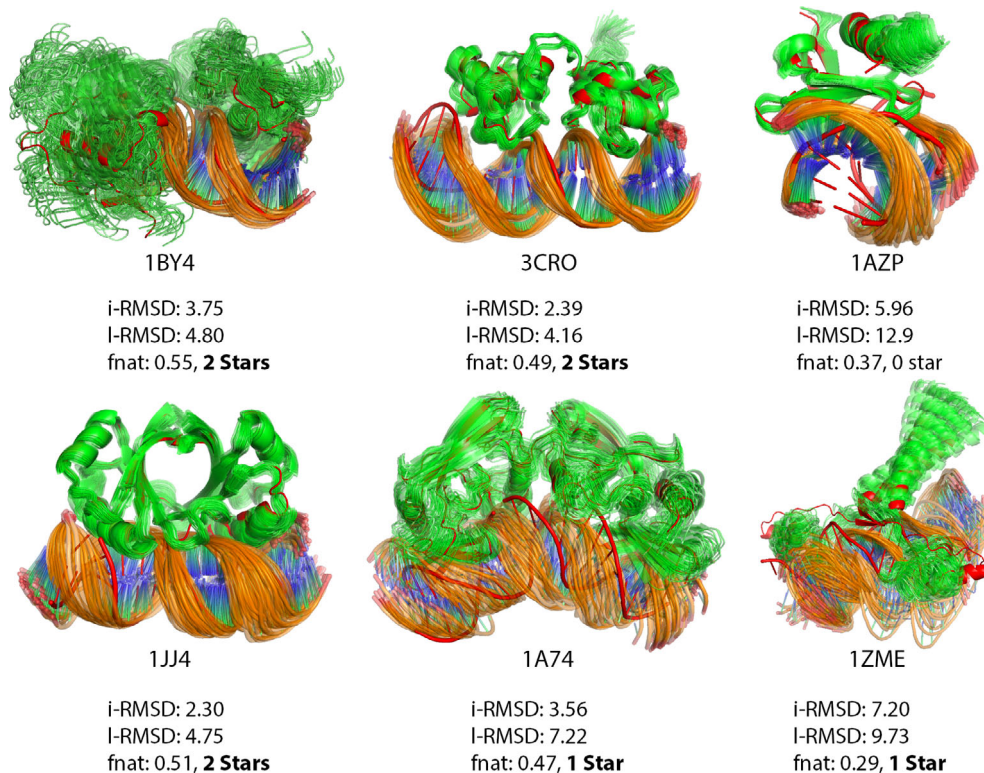 1BY4
i-RMSD: 3.75
l-RMSD: 4.80
fnat: 0.55, 2 Stars
3CRO
i-RMSD: 2.39
l-RMSD: 4.16
fnat: 0.49, 2 Stars
1AZP
i-RMSD: 5.96
l-RMSD: 12.9
fnat: 0.37, 0 star
1JJ4
i-RMSD: 2.30
l-RMSD: 4.75
fnat: 0.51, 2 Stars
1A74
i-RMSD: 3.56
l-RMSD: 7.22
fnat: 0.47, 1 Star
1ZME
i-RMSD: 7.20
l-RMSD: 9.73
fnat: 0.29, 1 Star